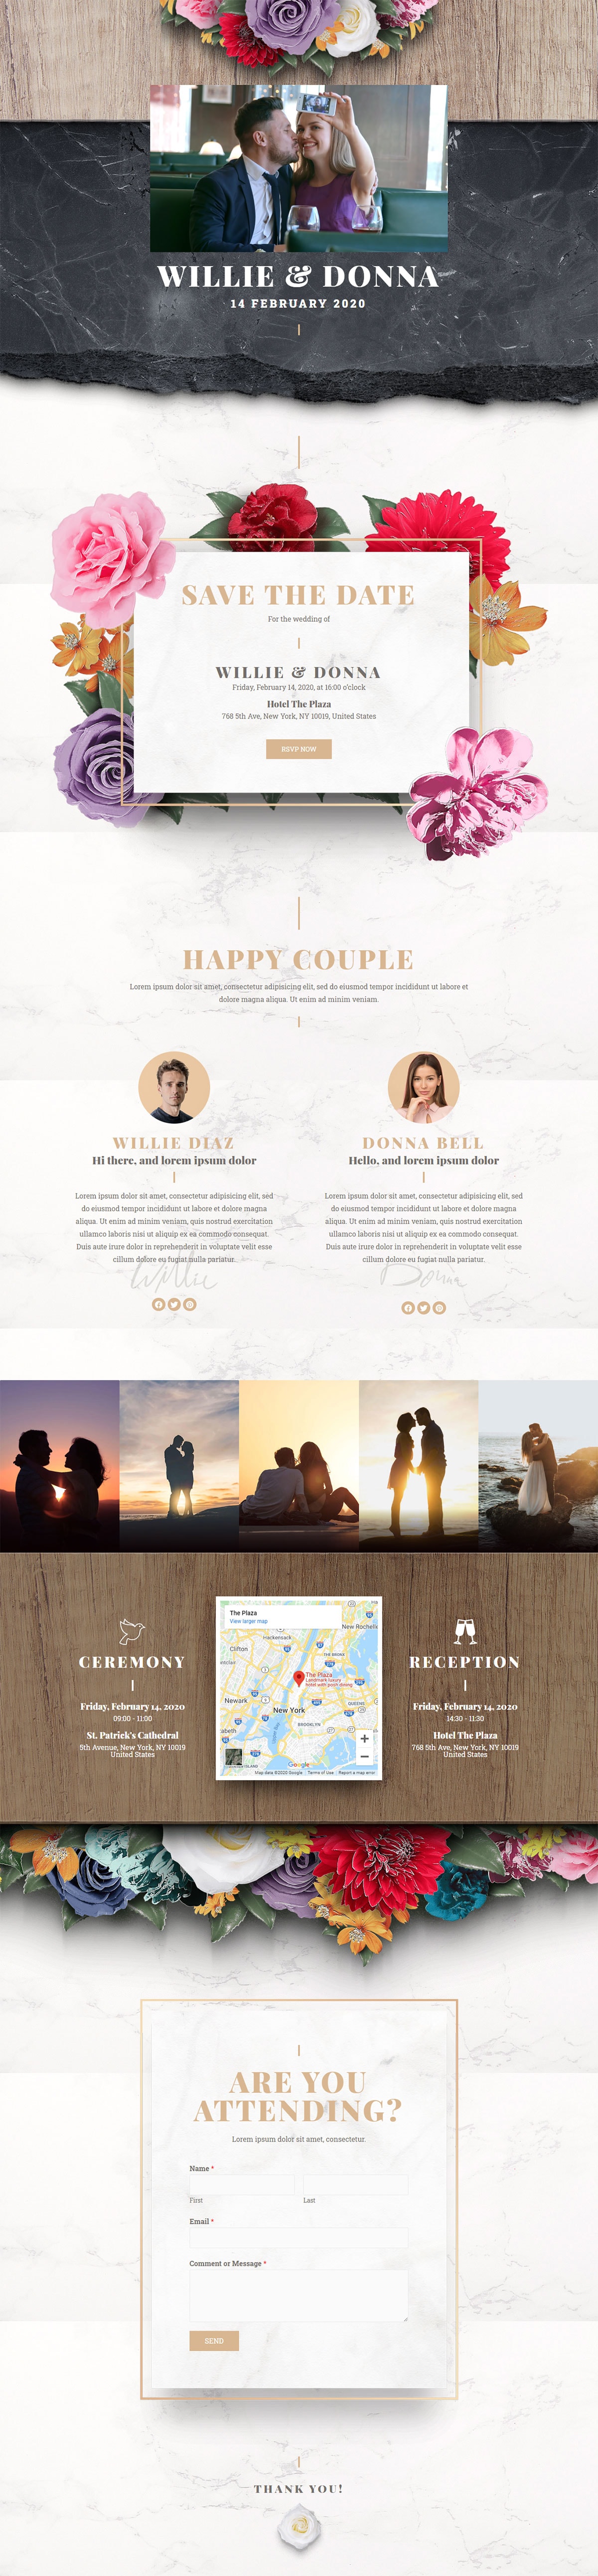 WILLIE & DONNA
14 FEBRUARY 2020
SAVE THE DATE
For the wedding of
WILLIE & DONNA
Friday, February 14, 2020, at 16:00 o'clock
Hotel The Plaza
768 5th Ave, New York, NY 10019, United States
RSVP NOW
HAPPY COUPLE
Lorem ipsum dolor sit amet, consectetur adipisicing elit, sed do eiusmod tempor incididunt ut labore et
dolore magna aliqua. Ut enim ad minim veniam.
WILLIE DIAZ
Hi there, and lorem ipsum dolor
Lorem ipsum dolor sit amet, consectetur adipisicing elit, sed
do eiusmod tempor incididunt ut labore et dolore magna
aliqua. Ut enim ad minim veniam, quis nostrud exercitation
ullamco laboris nisi ut aliquip ex ea commodo consequat.
Duis aute irure dolor in reprehenderit in voluptate velit esse
cillum dolore eu fugiat nulla pariatur.
Willie
DONNA BELL
Hello, and lorem ipsum dolor
Lorem ipsum dolor sit amet, consectetur adipisicing elit, sed
do eiusmod tempor incididunt ut labore et dolore magna
aliqua. Ut enim ad minim veniam, quis nostrud exercitation
ullamco laboris nisi ut aliquip ex ea commodo consequat.
Duis aute irure dolor in reprehenderit in voluptate velit esse
cillum dolore eu fugiat nulla pariatur.
Donna
CEREMONY
Friday, February 14, 2020
09:00 - 11:00
St. Patrick's Cathedral
5th Avenue, New York, NY 10019
United States
The Plaza
View larger map
Hackensack
New Rochelle
Clifton
THE BRONX
The Plaza
Landmark luxury
hotel with posh dining
Newark
QUEENS
New York
BROOKLYN
Google
Map data ©2020 Google
Terms of Use
Report a map error
RECEPTION
Friday, February 14, 2020
14:30 - 11:30
Hotel The Plaza
768 5th Ave, New York, NY 10019
United States
ARE YOU
ATTENDING?
Lorem ipsum dolor sit amet, consectetur.
Name *
First
Last
Email *
Comment or Message *
SEND
THANK YOU!